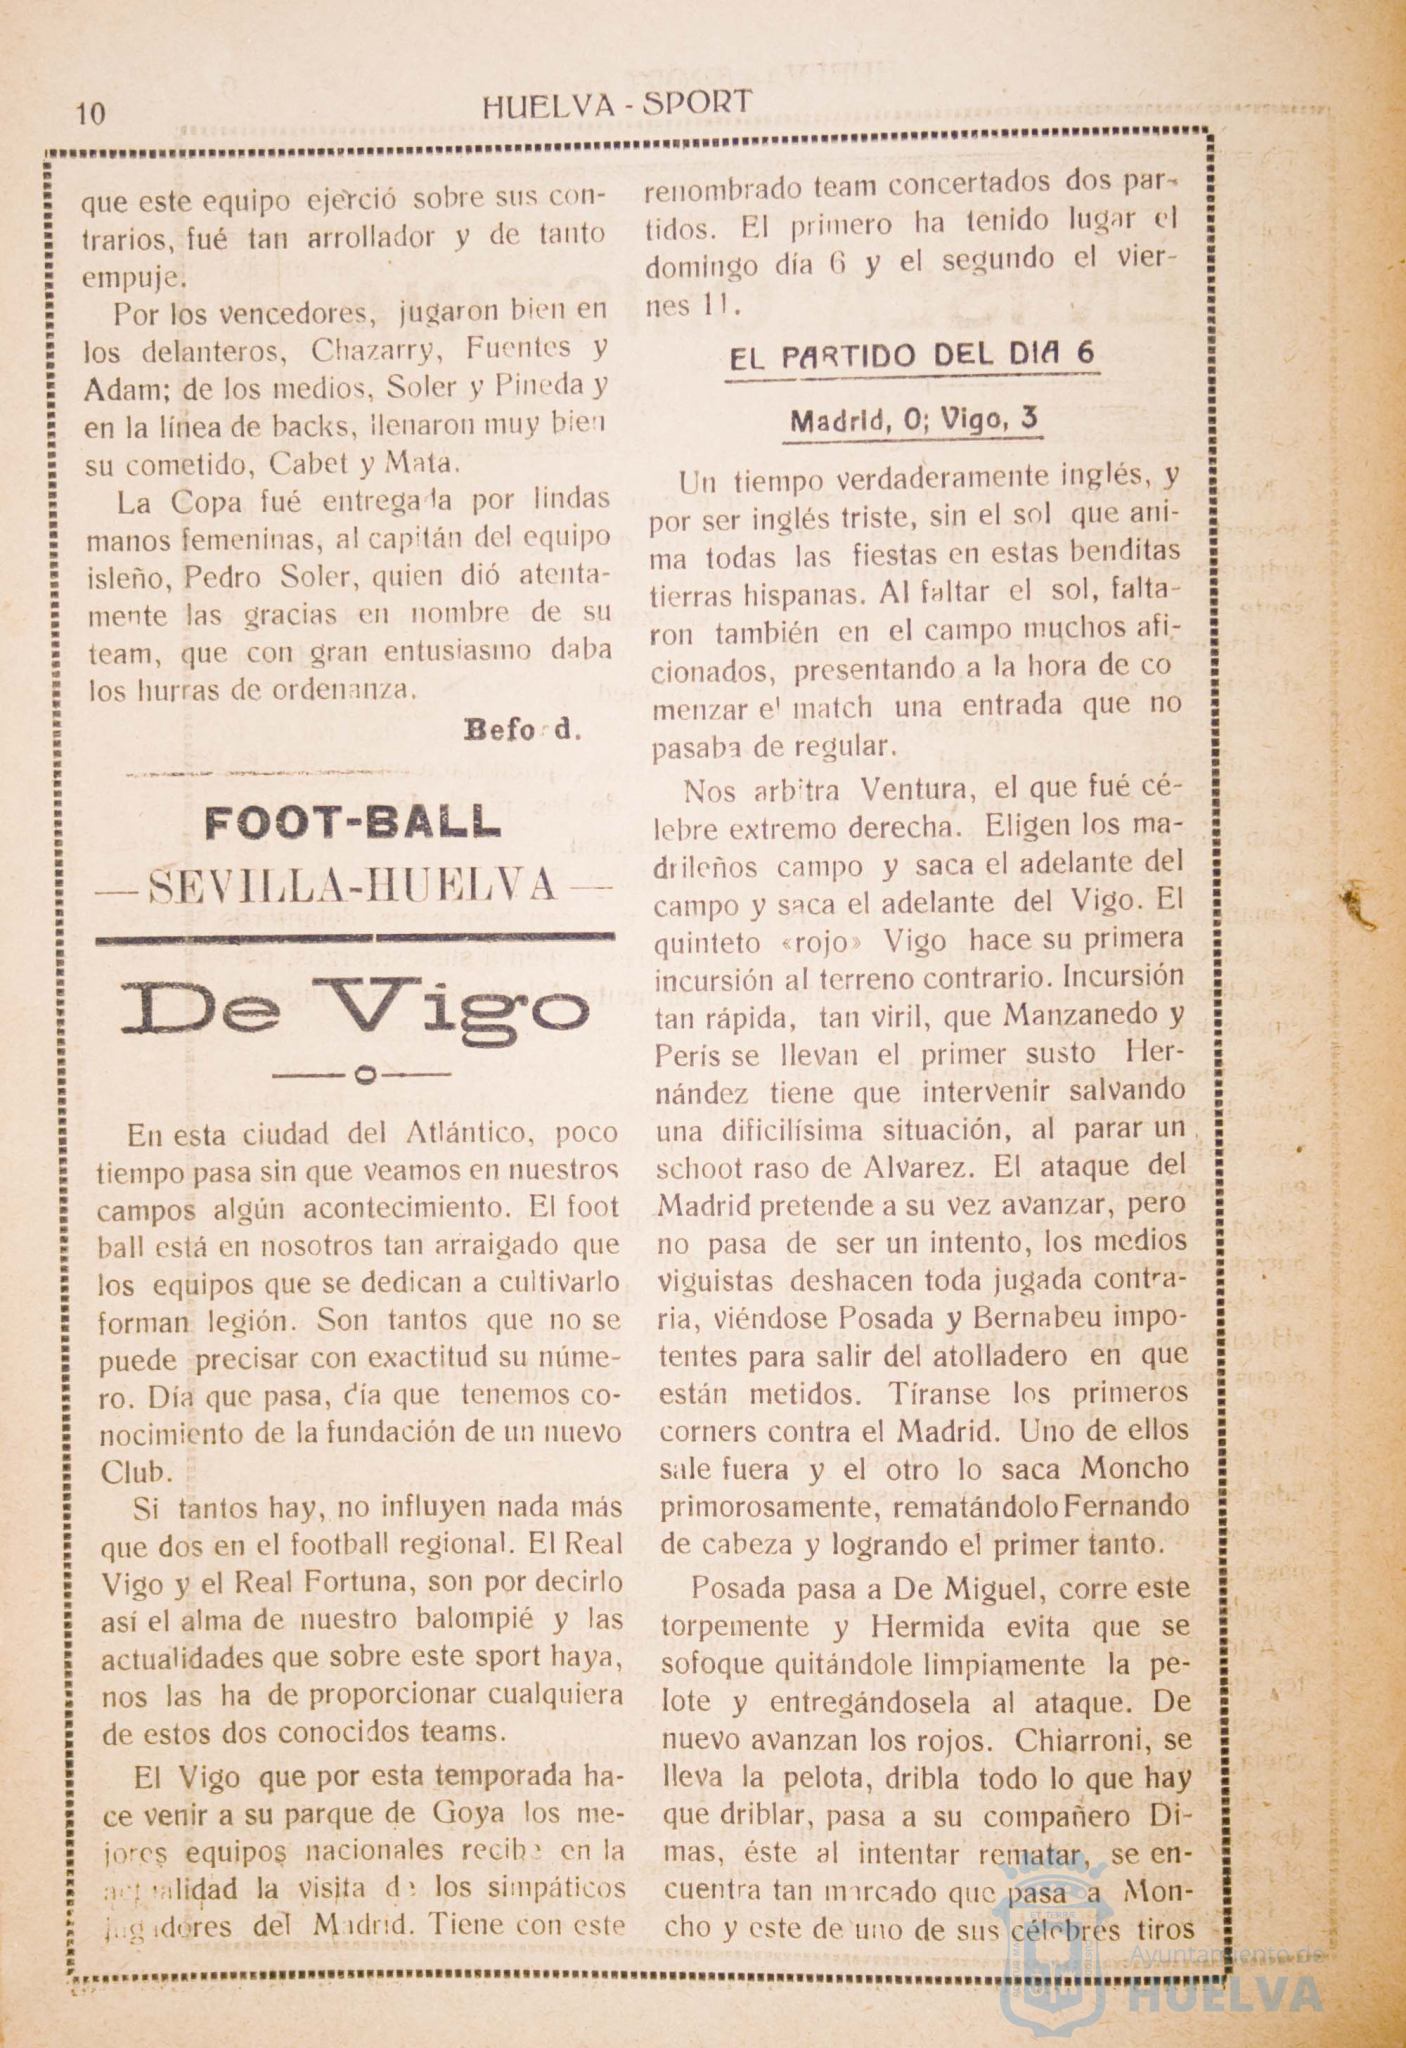 10
HUELVA - SPORT
que este equipo ejerció sobre sus con-
trarios, fué tan arrollador y de tanto
empuje.
Por los vencedores, jugaron bien en
los delanteros, Chazarry, Fuentes y
Adam; de los medios, Soler y Pineda y
en la línea de backs, llenaron muy bien
su cometido, Cabet y Mata.
La Copa fué entregada por lindas
manos femeninas, al capitán del equipo
isleño, Pedro Soler, quien dió atenta-
mente las gracias en nombre de su
team, que con gran entusiasmo daba
los hurras de ordenanza.
Beford.
FOOT-BALL
— SEVILLA-HUELVA —
De Vigo
En esta ciudad del Atlántico, poco
tiempo pasa sin que veamos en nuestros
campos algún acontecimiento. El foot
ball está en nosotros tan arraigado que
los equipos que se dedican a cultivarlo
forman legión. Son tantos que no se
puede precisar con exactitud su núme-
ro. Día que pasa, día que tenemos co-
nocimiento de la fundación de un nuevo
Club.
Si tantos hay, no influyen nada más
que dos en el football regional. El Real
Vigo y el Real Fortuna, son por decirlo
así el alma de nuestro balompié y las
actualidades que sobre este sport haya,
nos las ha de proporcionar cualquiera
de estos dos conocidos teams.
El Vigo que por esta temporada ha-
ce venir a su parque de Goya los me-
jores equipos nacionales recibe en la
actualidad la visita de los simpáticos
jugadores del Madrid. Tiene con este
renombrado team concertados dos par-
tidos. El primero ha tenido lugar el
domingo día 6 y el segundo el vier-
nes 11.
EL PARTIDO DEL DIA 6
Madrid, 0; Vigo, 3
Un tiempo verdaderamente inglés, y
por ser inglés triste, sin el sol que ani-
ma todas las fiestas en estas benditas
tierras hispanas. Al faltar el sol, falta-
ron también en el campo muchos afi-
cionados, presentando a la hora de co
menzar el match una entrada que no
pasaba de regular.
Nos arbitra Ventura, el que fué cé-
lebre extremo derecha. Eligen los ma-
drileños campo y saca el adelante del
campo y saca el adelante del Vigo. El
quinteto «rojo» Vigo hace su primera
incursión al terreno contrario. Incursión
tan rápida, tan viril, que Manzanedo y
Perís se llevan el primer susto Her-
nández tiene que intervenir salvando
una dificilísima situación, al parar un
schoot raso de Alvarez. El ataque del
Madrid pretende a su vez avanzar, pero
no pasa de ser un intento, los medios
viguistas deshacen toda jugada contra-
ria, viéndose Posada y Bernabeu impo-
tentes para salir del atolladero en que
están metidos. Tíranse los primeros
corners contra el Madrid. Uno de ellos
sale fuera y el otro lo saca Moncho
primorosamente, rematándolo Fernando
de cabeza y logrando el primer tanto.
Posada pasa a De Miguel, corre este
torpemente y Hermida evita que se
sofoque quitándole limpiamente la pe-
lote y entregándosela al ataque. De
nuevo avanzan los rojos. Chiarroni, se
lleva la pelota, dribla todo lo que hay
que driblar, pasa a su compañero Di-
mas, éste al intentar rematar, se en-
cuentra tan marcado que pasa a Mon-
cho y este de uno de sus célebres tiros
Ayuntamiento de
HUELVA